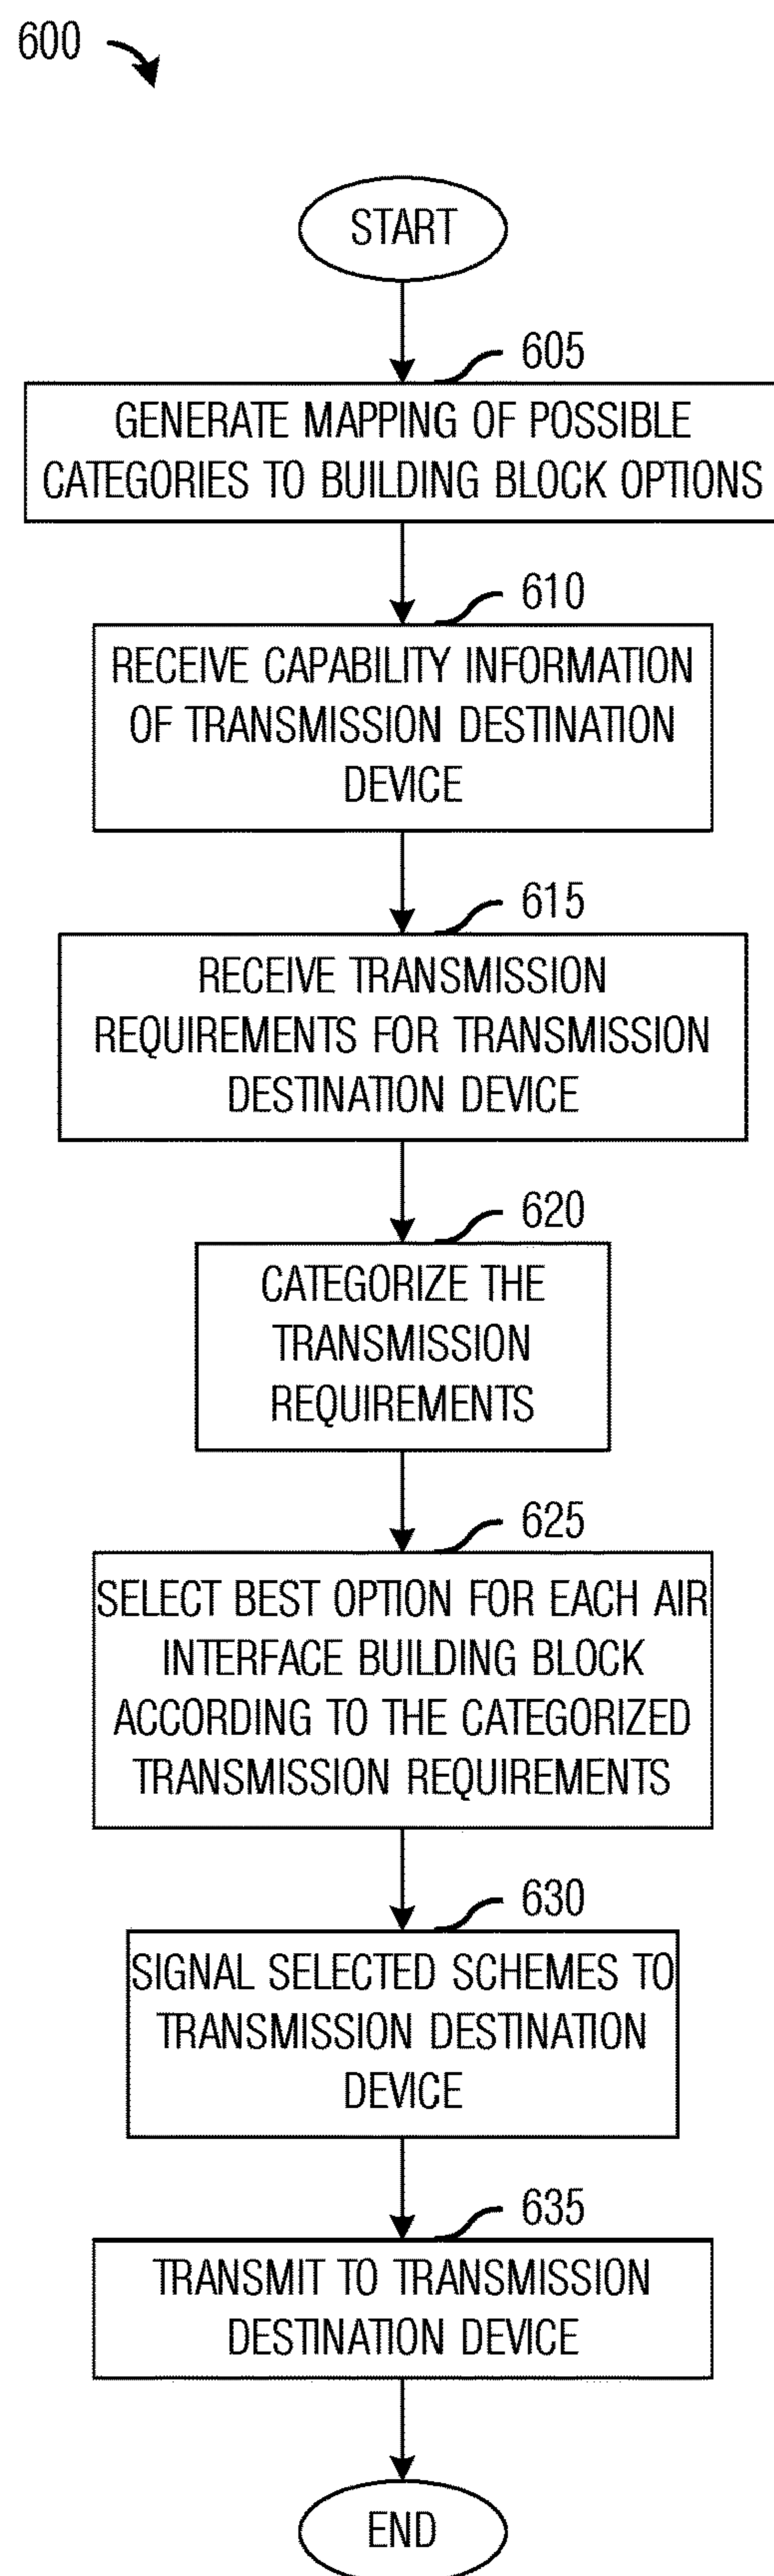 600
START
605
GENERATE MAPPING OF POSSIBLE
CATEGORIES TO BUILDING BLOCK OPTIONS
610
RECEIVE CAPABILITY INFORMATION
OF TRANSMISSION DESTINATION
DEVICE
615
RECEIVE TRANSMISSION
REQUIREMENTS FOR TRANSMISSION
DESTINATION DEVICE
620
CATEGORIZE THE
TRANSMISSION
REQUIREMENTS
625
SELECT BEST OPTION FOR EACH AIR
INTERFACE BUILDING BLOCK
ACCORDING TO THE CATEGORIZED
TRANSMISSION REQUIREMENTS
630
SIGNAL SELECTED SCHEMES TO
TRANSMISSION DESTINATION
DEVICE
635
TRANSMIT TO TRANSMISSION
DESTINATION DEVICE
END